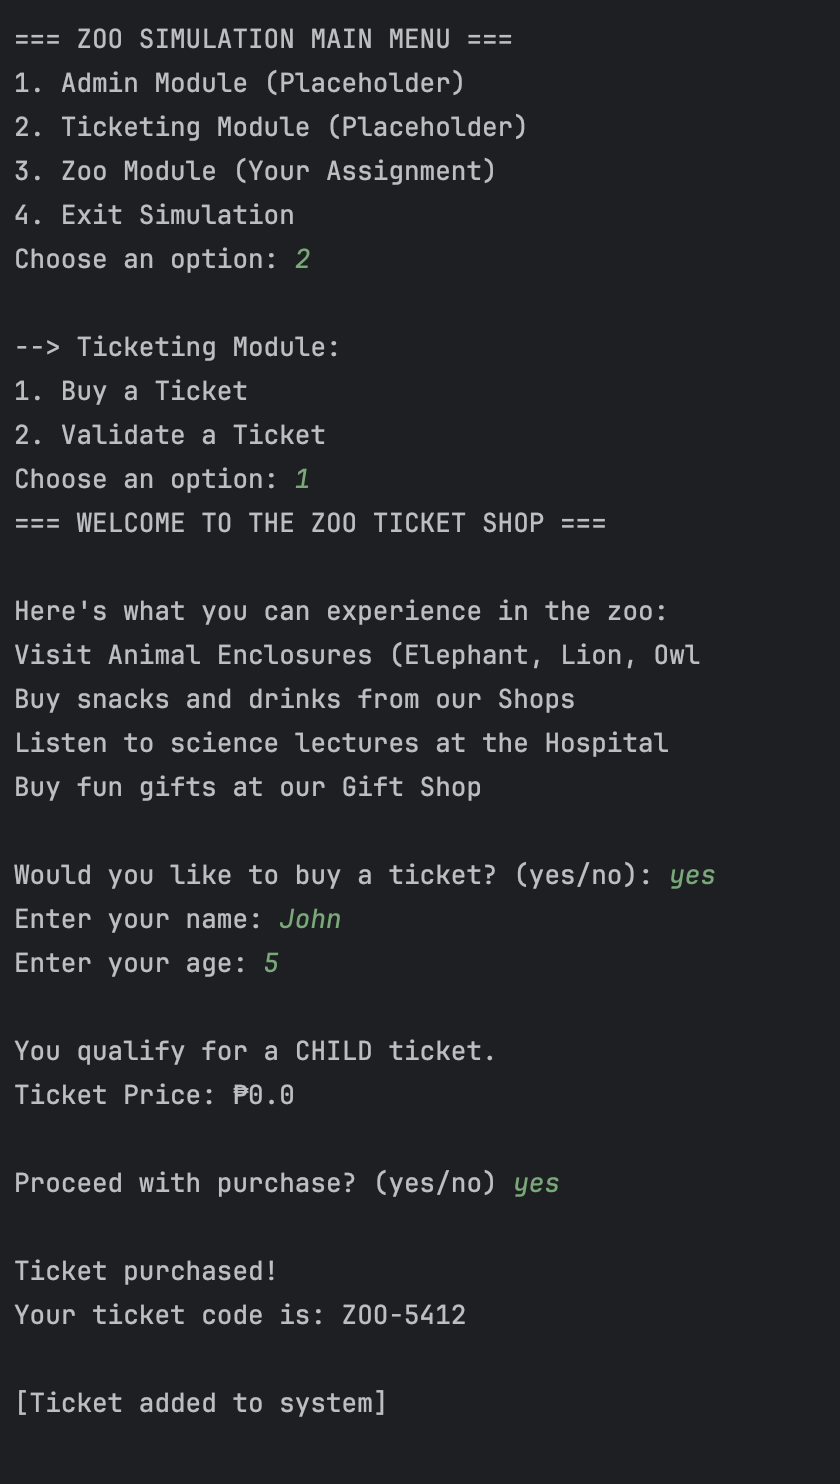 === ZOO SIMULATION MAIN MENU ===
1. Admin Module (Placeholder)
2. Ticketing Module (Placeholder)
3. Zoo Module (Your Assignment)
4. Exit Simulation
Choose an option: 2
--> Ticketing Module:
1. Buy a Ticket
2. Validate a Ticket
Choose an option: 1
=== WELCOME TO THE ZOO TICKET SHOP ===
Here's what you can experience in the zoo:
Visit Animal Enclosures (Elephant, Lion, Owl
Buy snacks and drinks from our Shops
Listen to science lectures at the Hospital
Buy fun gifts at our Gift Shop
Would you like to buy a ticket? (yes/no): yes
Enter your name: John
Enter your age: 5
You qualify for a CHILD ticket.
Ticket Price: ₱0.0
Proceed with purchase? (yes/no) yes
Ticket purchased!
Your ticket code is: ZOO-5412
[Ticket added to system]